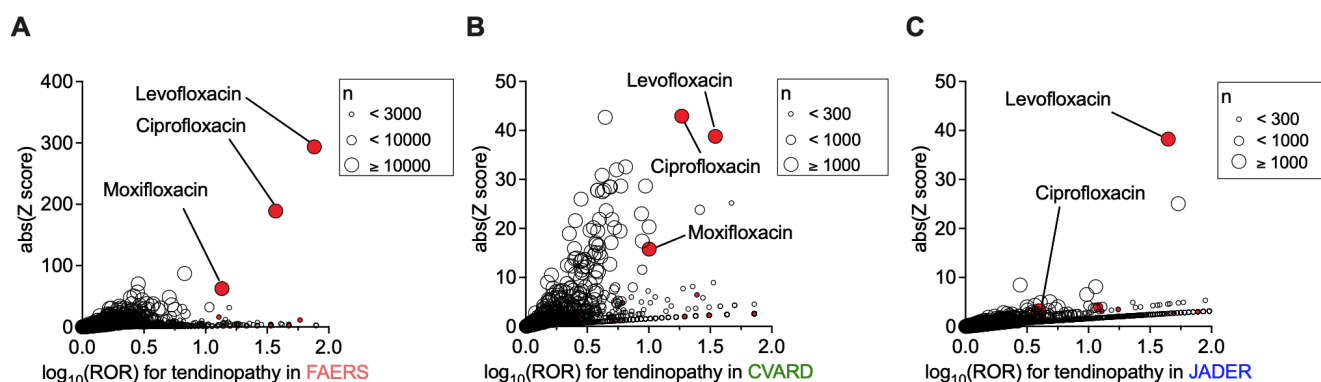 A
400
300
200
100
0
abs(Z score)
Levofloxacin
Ciprofloxacin
Moxifloxacin
n
< 3000
< 10000
≥ 10000
0.0
0.5
1.0
1.5
2.0
log10(ROR) for tendinopathy in FAERS
B
50
40
30
20
10
0
abs(Z score)
Levofloxacin
Ciprofloxacin
Moxifloxacin
n
< 300
< 1000
≥ 1000
0.0
0.5
1.0
1.5
2.0
log10(ROR) for tendinopathy in CVARD
C
50
40
30
20
10
0
abs(Z score)
Levofloxacin
Ciprofloxacin
n
< 300
< 1000
≥ 1000
0.0
0.5
1.0
1.5
2.0
log10(ROR) for tendinopathy in JADER